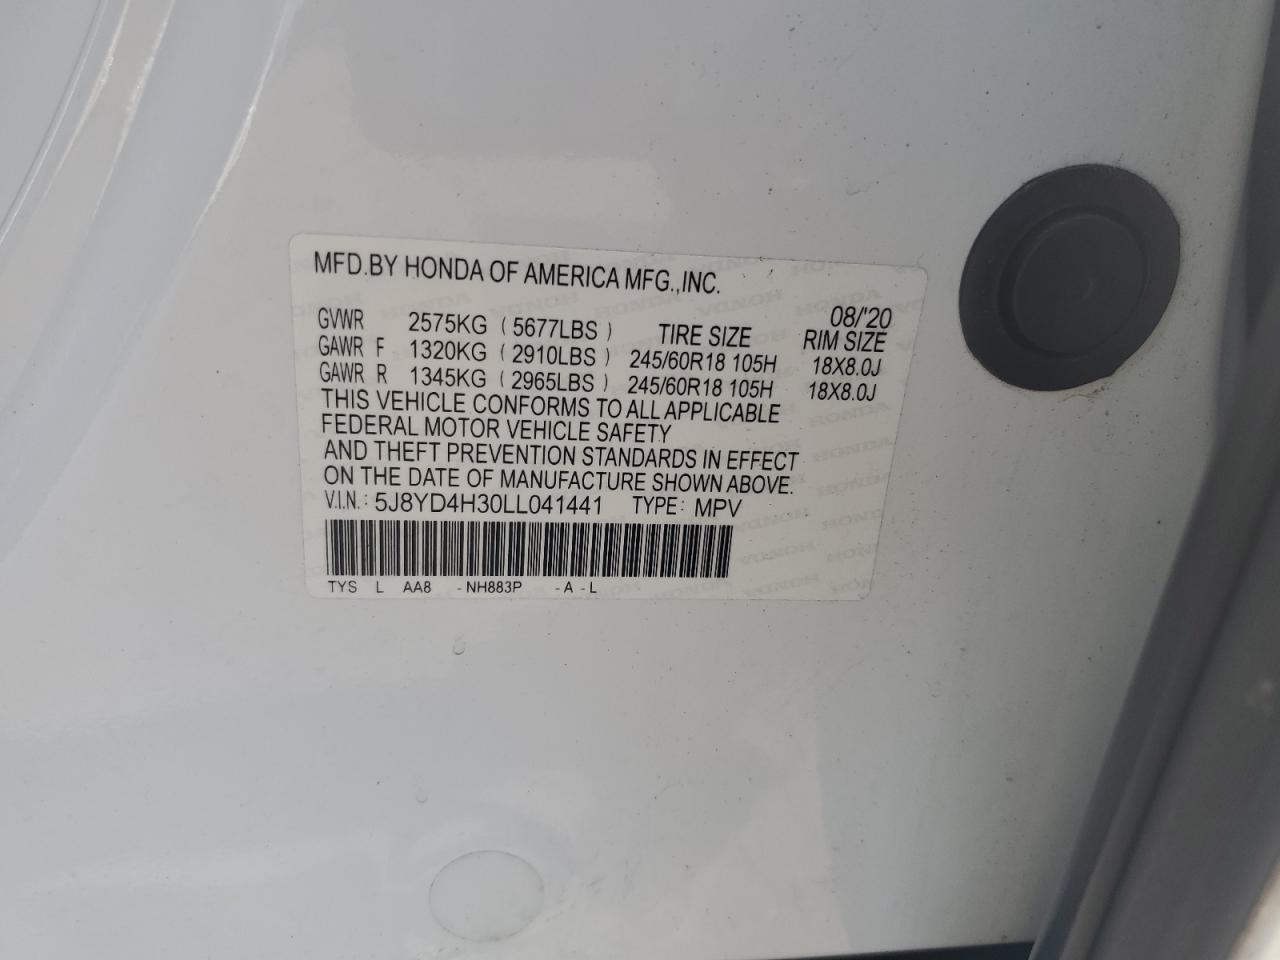 MFD.BY HONDA OF AMERICA MFG.,INC.
08/'20
GVWR 2575KG ( 5677LBS ) TIRE SIZE RIM SIZE
GAWR F 1320KG ( 2910LBS ) 245/60R18 105H 18X8.0J
GAWR R 1345KG ( 2965LBS ) 245/60R18 105H 18X8.0J
THIS VEHICLE CONFORMS TO ALL APPLICABLE
FEDERAL MOTOR VEHICLE SAFETY
AND THEFT PREVENTION STANDARDS IN EFFECT
ON THE DATE OF MANUFACTURE SHOWN ABOVE.
V.I.N.: 5J8YD4H30LL041441 TYPE: MPV
TYS L AA8 - NH883P - A - L